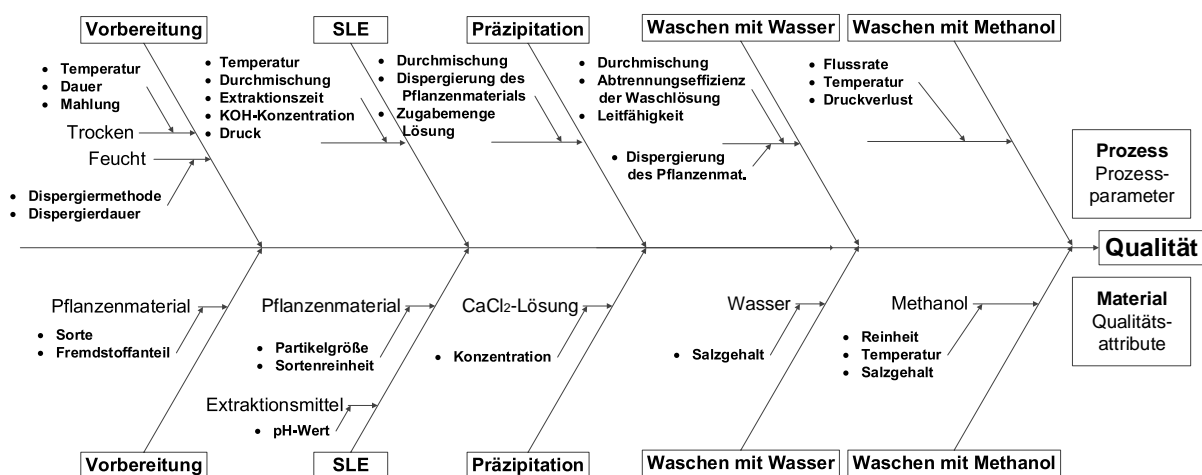 Vorbereitung
• Temperatur
• Dauer
• Mahlung
Trocken
Feucht
• Dispergiermethode
• Dispergierdauer
SLE
• Temperatur
• Durchmischung
• Extraktionszeit
• KOH-Konzentration
• Druck
Präzipitation
• Durchmischung
• Dispergierung des
Pflanzenmaterials
• Zugabemenge
Lösung
Waschen mit Wasser
• Durchmischung
• Abtrennungseffizienz
der Waschlösung
• Leitfähigkeit
• Dispergierung
des Pflanzenmat.
Waschen mit Methanol
• Flussrate
• Temperatur
• Druckverlust
Prozess
Prozess-
parameter
Qualität
Material
Qualitäts-
attribute
Pflanzenmaterial
• Sorte
• Fremdstoffanteil
Vorbereitung
Pflanzenmaterial
• Partikelgröße
• Sortenreinheit
Extraktionsmittel
• pH-Wert
SLE
CaCl₂-Lösung
• Konzentration
Präzipitation
Wasser
• Salzgehalt
Waschen mit Wasser
Methanol
• Reinheit
• Temperatur
• Salzgehalt
Waschen mit Methanol